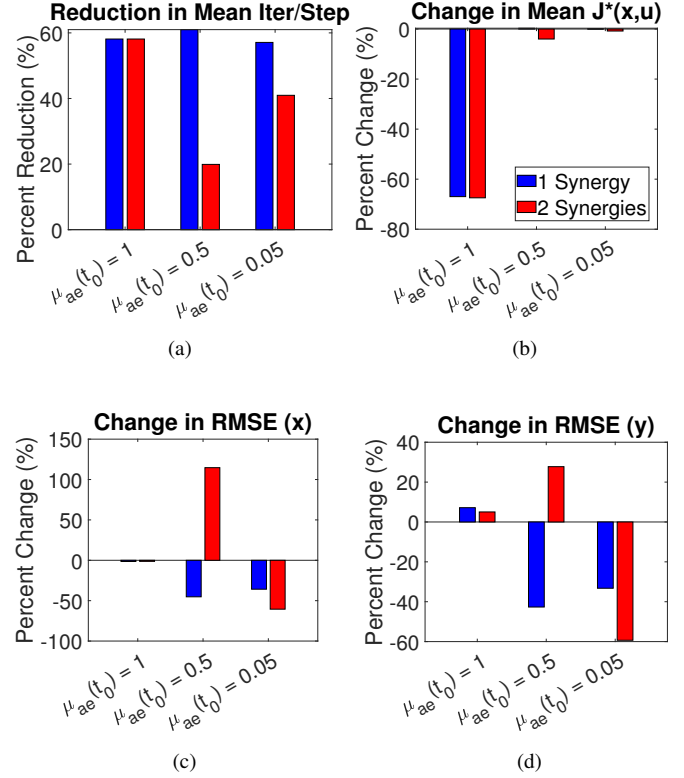 Reduction in Mean Iter/Step
Percent Reduction (%)
60
40
20
0
μ_ae(t_0) = 1
μ_ae(t_0) = 0.5
μ_ae(t_0) = 0.05
(a)
Change in Mean J*(x,u)
Percent Change (%)
0
-20
-40
-60
-80
1 Synergy
2 Synergies
μ_ae(t_0) = 1
μ_ae(t_0) = 0.5
μ_ae(t_0) = 0.05
(b)
Change in RMSE (x)
Percent Change (%)
150
100
50
0
-50
-100
μ_ae(t_0) = 1
μ_ae(t_0) = 0.5
μ_ae(t_0) = 0.05
(c)
Change in RMSE (y)
Percent Change (%)
40
20
0
-20
-40
-60
μ_ae(t_0) = 1
μ_ae(t_0) = 0.5
μ_ae(t_0) = 0.05
(d)